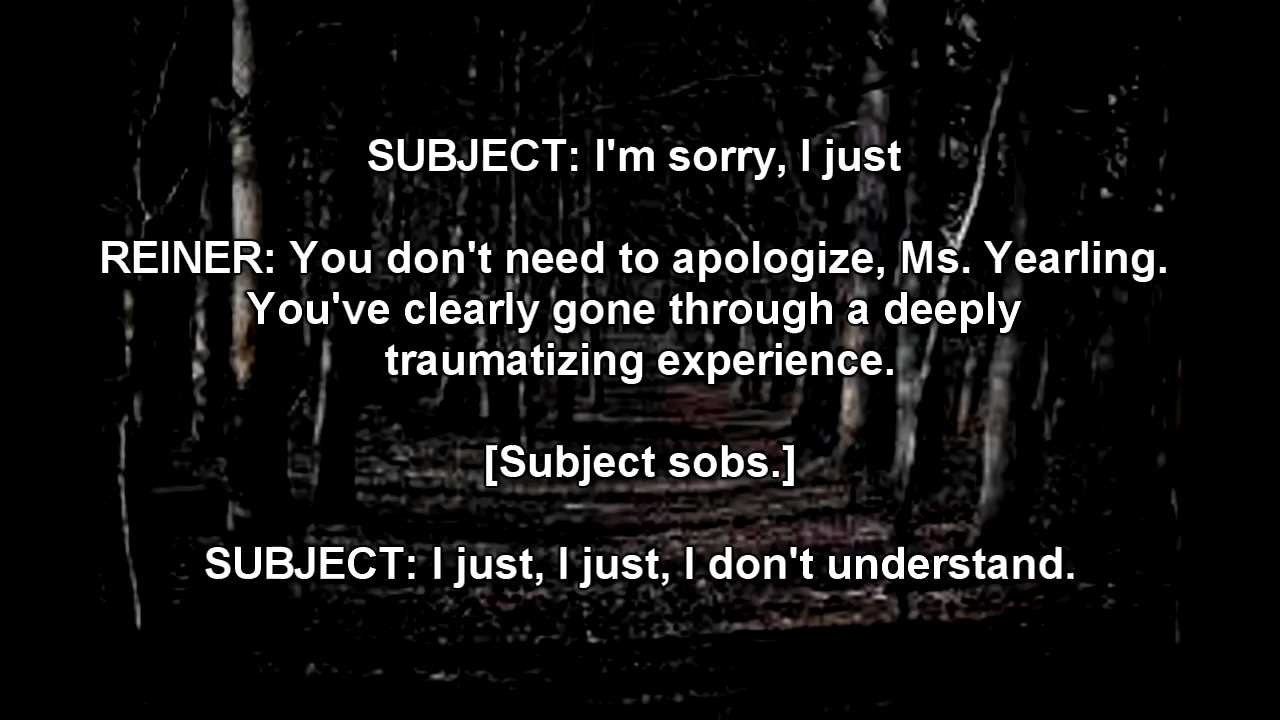 SUBJECT: I'm sorry, I just
REINER: You don't need to apologize, Ms. Yearling.
You've clearly gone through a deeply
traumatizing experience.
[Subject sobs.]
SUBJECT: I just, I just, I don't understand.